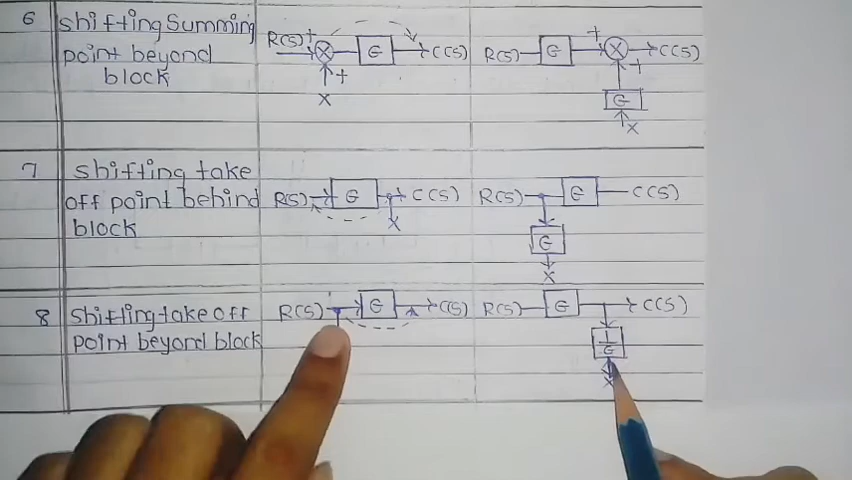 6
shifting Summing
point beyond
block
R(S) + G C(S)
+
X
R(S) G + C(S)
+
G
X
7
shifting take
off point behind
block
R(S) G C(S)
X
R(S) G C(S)
G
X
8
shifting take off
point beyond block
R(S) G C(S)
R(S) G C(S)
1
G
X